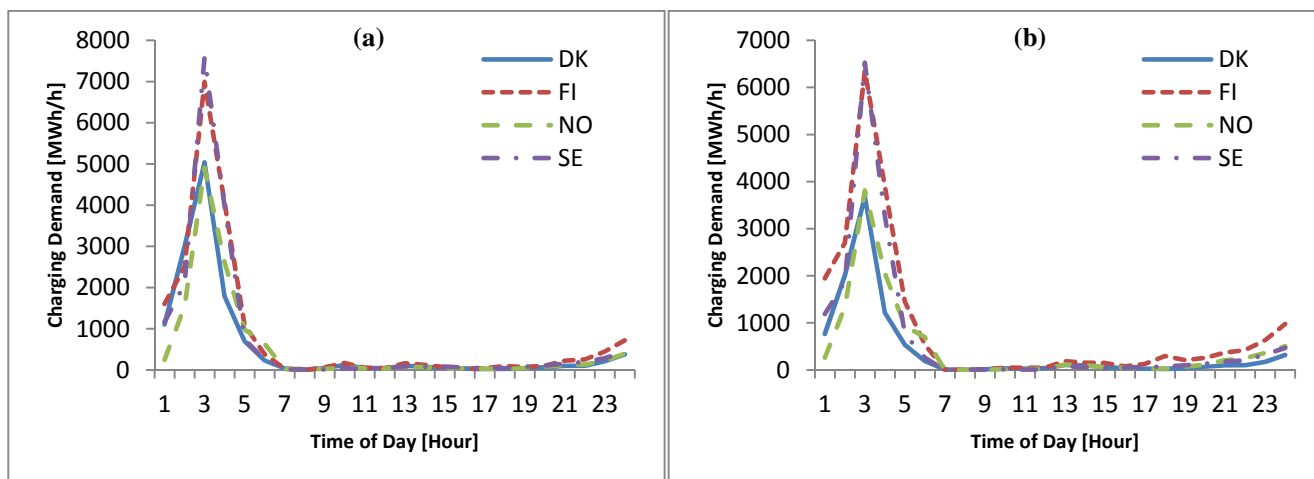 (a)
Charging Demand [MWh/h]
8000
7000
6000
5000
4000
3000
2000
1000
0
DK
FI
NO
SE
1 3 5 7 9 11 13 15 17 19 21 23
Time of Day [Hour]
(b)
Charging Demand [MWh/h]
7000
6000
5000
4000
3000
2000
1000
0
DK
FI
NO
SE
1 3 5 7 9 11 13 15 17 19 21 23
Time of Day [Hour]